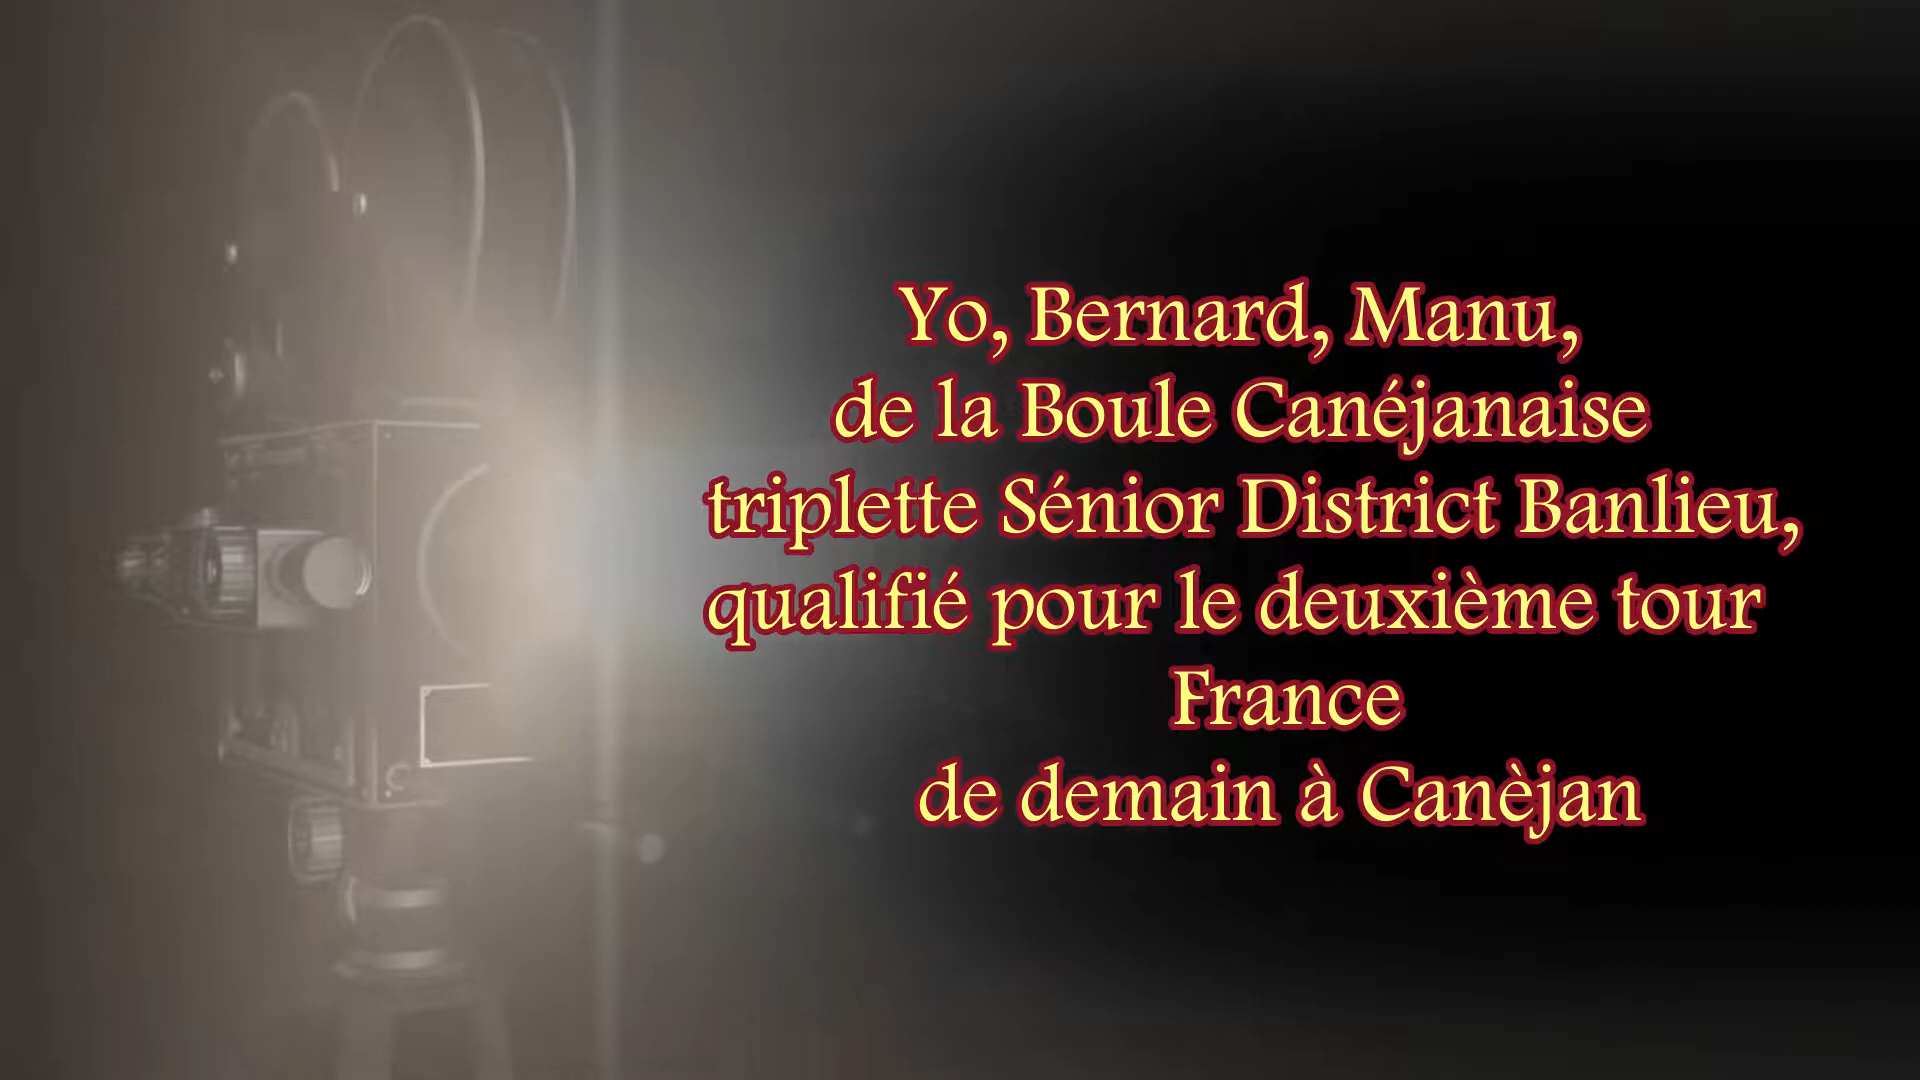 Yo, Bernard, Manu,
de la Boule Canéjanaise
triplette Sénior District Banlieu,
qualifié pour le deuxième tour
France
de demain à Canèjan